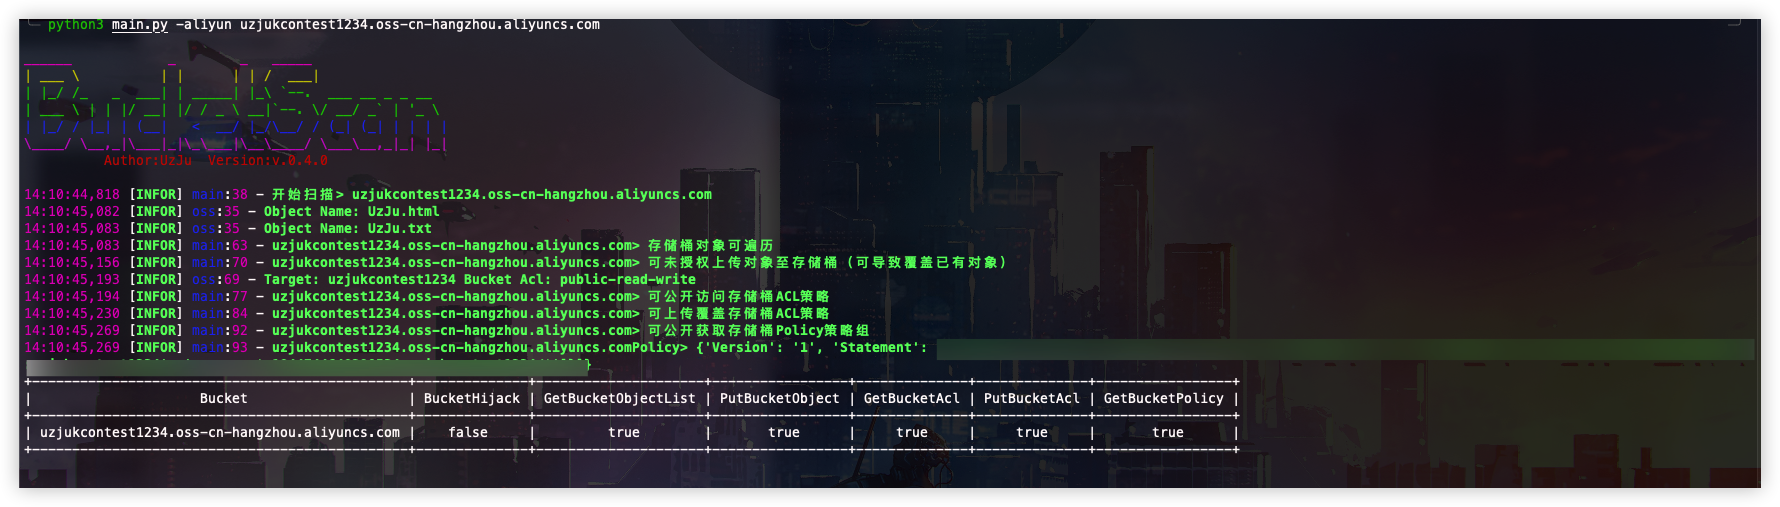 python3 main.py -aliyun uzjukcontest1234.oss-cn-hangzhou.aliyuncs.com
BucketScan
Author:UzJu Version:v.0.4.0
14:10:44,818 [INFOR] main:38 - 开始扫描> uzjukcontest1234.oss-cn-hangzhou.aliyuncs.com
14:10:45,082 [INFOR] oss:35 - Object Name: UzJu.html
14:10:45,083 [INFOR] oss:35 - Object Name: UzJu.txt
14:10:45,083 [INFOR] main:63 - uzjukcontest1234.oss-cn-hangzhou.aliyuncs.com> 存储桶对象可遍历
14:10:45,156 [INFOR] main:70 - uzjukcontest1234.oss-cn-hangzhou.aliyuncs.com> 可未授权上传对象至存储桶（可导致覆盖已有对象）
14:10:45,193 [INFOR] oss:69 - Target: uzjukcontest1234 Bucket Acl: public-read-write
14:10:45,194 [INFOR] main:77 - uzjukcontest1234.oss-cn-hangzhou.aliyuncs.com> 可公开访问存储桶ACL策略
14:10:45,230 [INFOR] main:84 - uzjukcontest1234.oss-cn-hangzhou.aliyuncs.com> 可上传覆盖存储桶ACL策略
14:10:45,269 [INFOR] main:92 - uzjukcontest1234.oss-cn-hangzhou.aliyuncs.com> 可公开获取存储桶Policy策略组
14:10:45,269 [INFOR] main:93 - uzjukcontest1234.oss-cn-hangzhou.aliyuncs.comPolicy> {'Version': '1', 'Statement':
| Bucket | BucketHijack | GetBucketObjectList | PutBucketObject | GetBucketAcl | PutBucketAcl | GetBucketPolicy |
| uzjukcontest1234.oss-cn-hangzhou.aliyuncs.com | false | true | true | true | true | true |